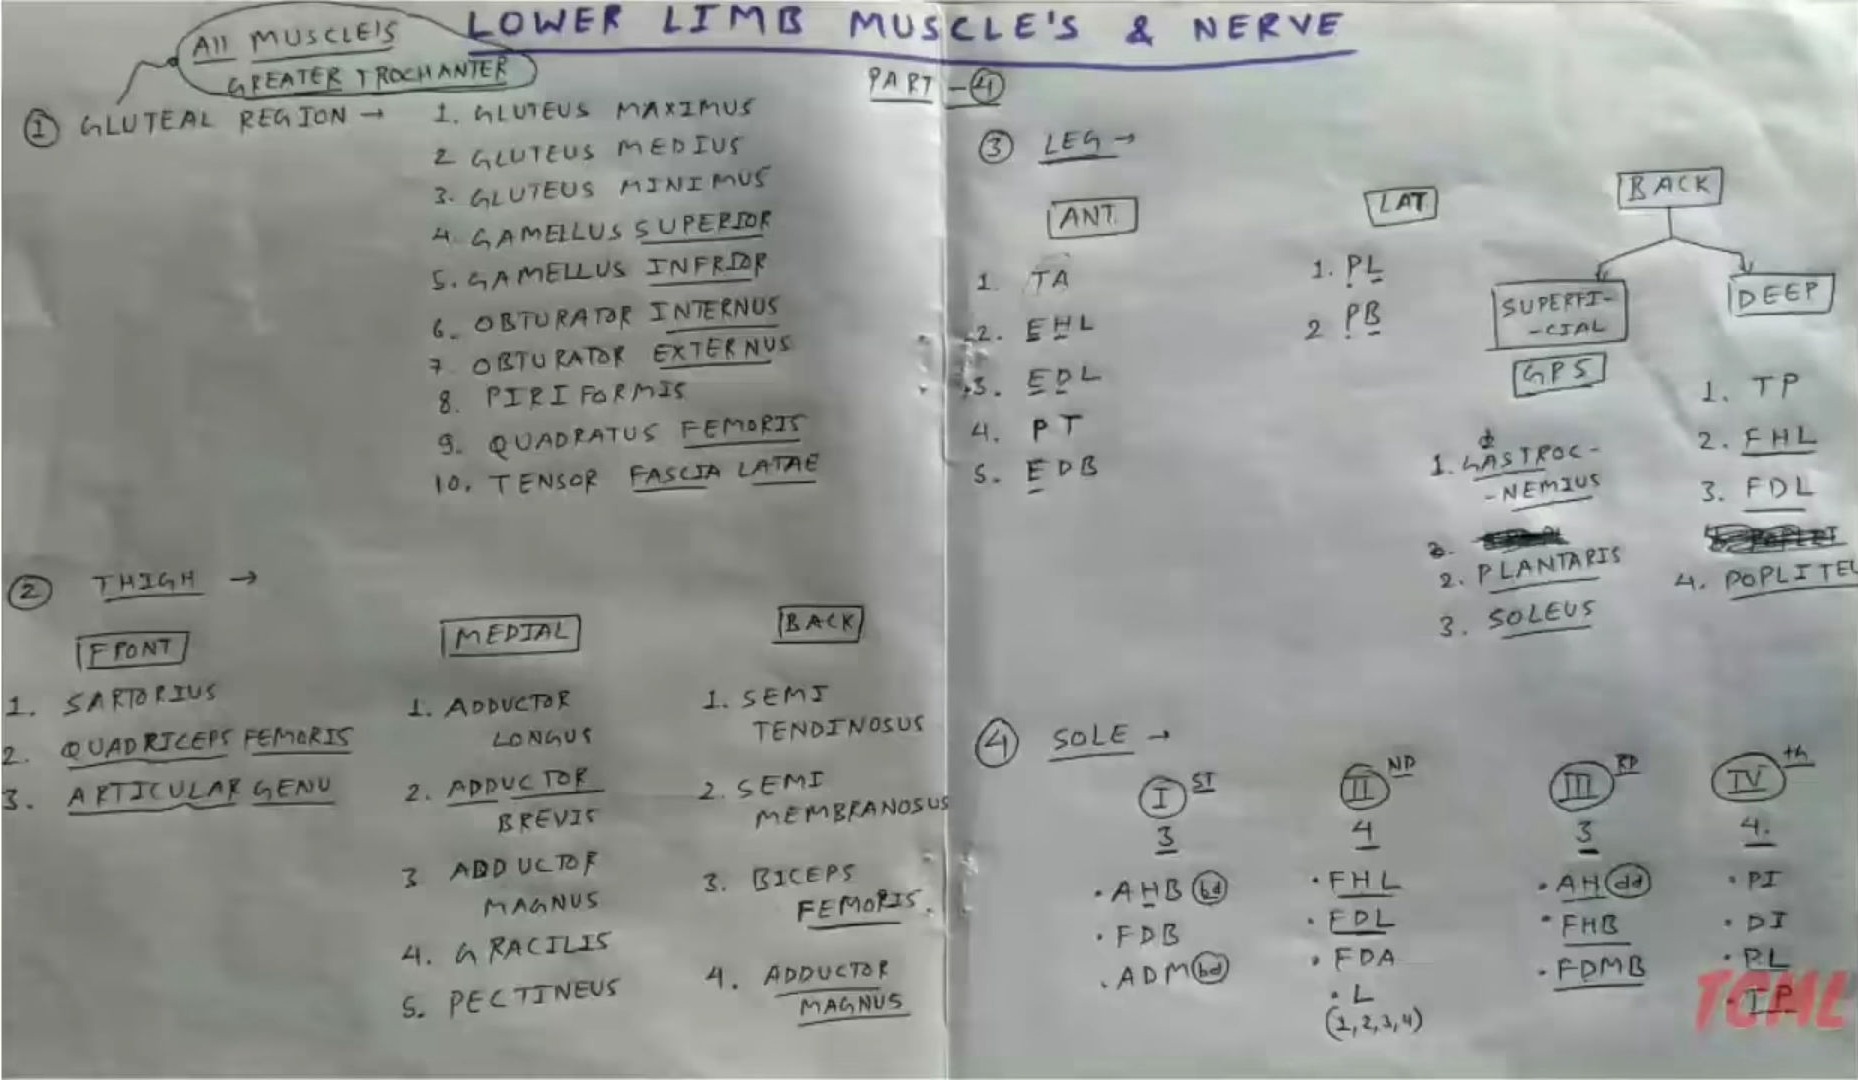 LOWER LIMB MUSCLE'S & NERVE
PART - 4
All MUSCLE'S
GREATER TROCHANTER
1 GLUTEAL REGION →
1. GLUTEUS MAXIMUS
2 GLUTEUS MEDIUS
3. GLUTEUS MINIMUS
4. GAMELLUS SUPERIOR
5. GAMELLUS INFRIOR
6. OBTURATOR INTERNUS
7 OBTURATOR EXTERNUS
8. PIRIFORMIS
9. QUADRATUS FEMORIS
10. TENSOR FASCIA LATAE
2 THIGH →
FRONT
1. SARTORIUS
2. QUADRICEPS FEMORIS
3. ARTICULAR GENU
MEDIAL
1. ADDUCTOR
LONGUS
2. ADDUCTOR
BREVIS
3 ADDUCTOR
MAGNUS
4. GRACILIS
5. PECTINEUS
BACK
1. SEMI
TENDINOSUS
2. SEMI
MEMBRANOSUS
3. BICEPS
FEMORIS.
4. ADDUCTOR
MAGNUS
3 LEG →
ANT.
1. TA
2. EHL
3. EDL
4. PT
5. EDB
LAT.
1. PL
2 PB
BACK
SUPERFI-
-CIAL
GPS
1. GASTROC-
-NEMIUS
2.
2. PLANTARIS
3. SOLEUS
DEEP
1. TP
2. FHL
3. FDL
4. POPLITEU
4 SOLE →
I ST
3
• AHB bd
• FDB
• ADM bd
II ND
4
• FHL
• FDL
• FDA
• L
(1,2,3,4)
III RD
3
• AH dd
• FHB
• FDMB
IV th
4.
• PI
• DI
• PL
• TP
TCML